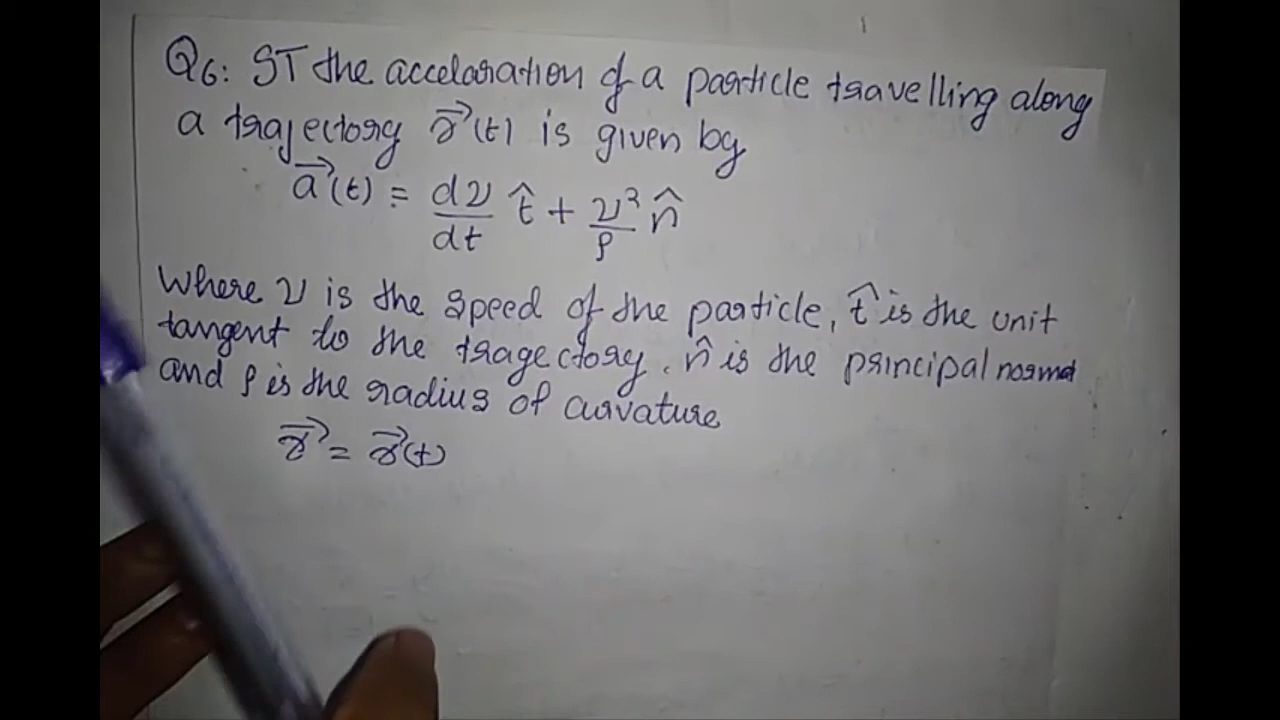 Q6: ST the accelaration of a particle travelling along
a trajectory r⃗(t) is given by
a⃗(t) = dv/dt t̂ + v²/ρ n̂
Where v is the speed of the particle, t̂ is the unit
tangent to the tragectory. n̂ is the principal normal
and ρ is the radius of curvature
r⃗ = r⃗(t)